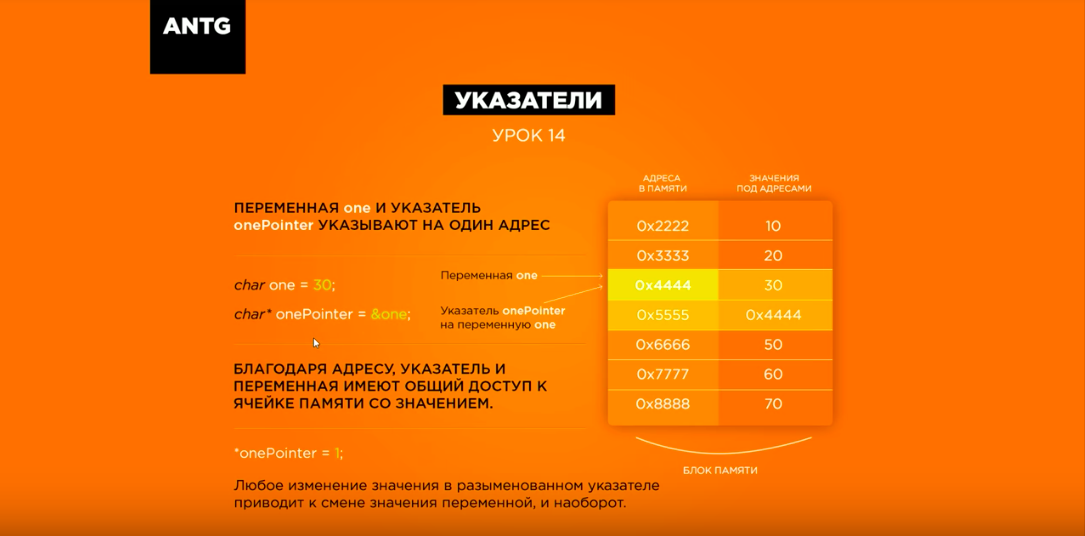 ANTG
УКАЗАТЕЛИ
УРОК 14
ПЕРЕМЕННАЯ one И УКАЗАТЕЛЬ
onePointer УКАЗЫВАЮТ НА ОДИН АДРЕС
char one = 30;
char* onePointer = &one;
Переменная one
Указатель onePointer
на переменную one
БЛАГОДАРЯ АДРЕСУ, УКАЗАТЕЛЬ И
ПЕРЕМЕННАЯ ИМЕЮТ ОБЩИЙ ДОСТУП К
ЯЧЕЙКЕ ПАМЯТИ СО ЗНАЧЕНИЕМ.
*onePointer = 1;
Любое изменение значения в разыменованном указателе
приводит к смене значения переменной, и наоборот.
АДРЕСА
В ПАМЯТИ
ЗНАЧЕНИЯ
ПОД АДРЕСАМИ
0x2222 10
0x3333 20
0x4444 30
0x5555 0x4444
0x6666 50
0x7777 60
0x8888 70
БЛОК ПАМЯТИ